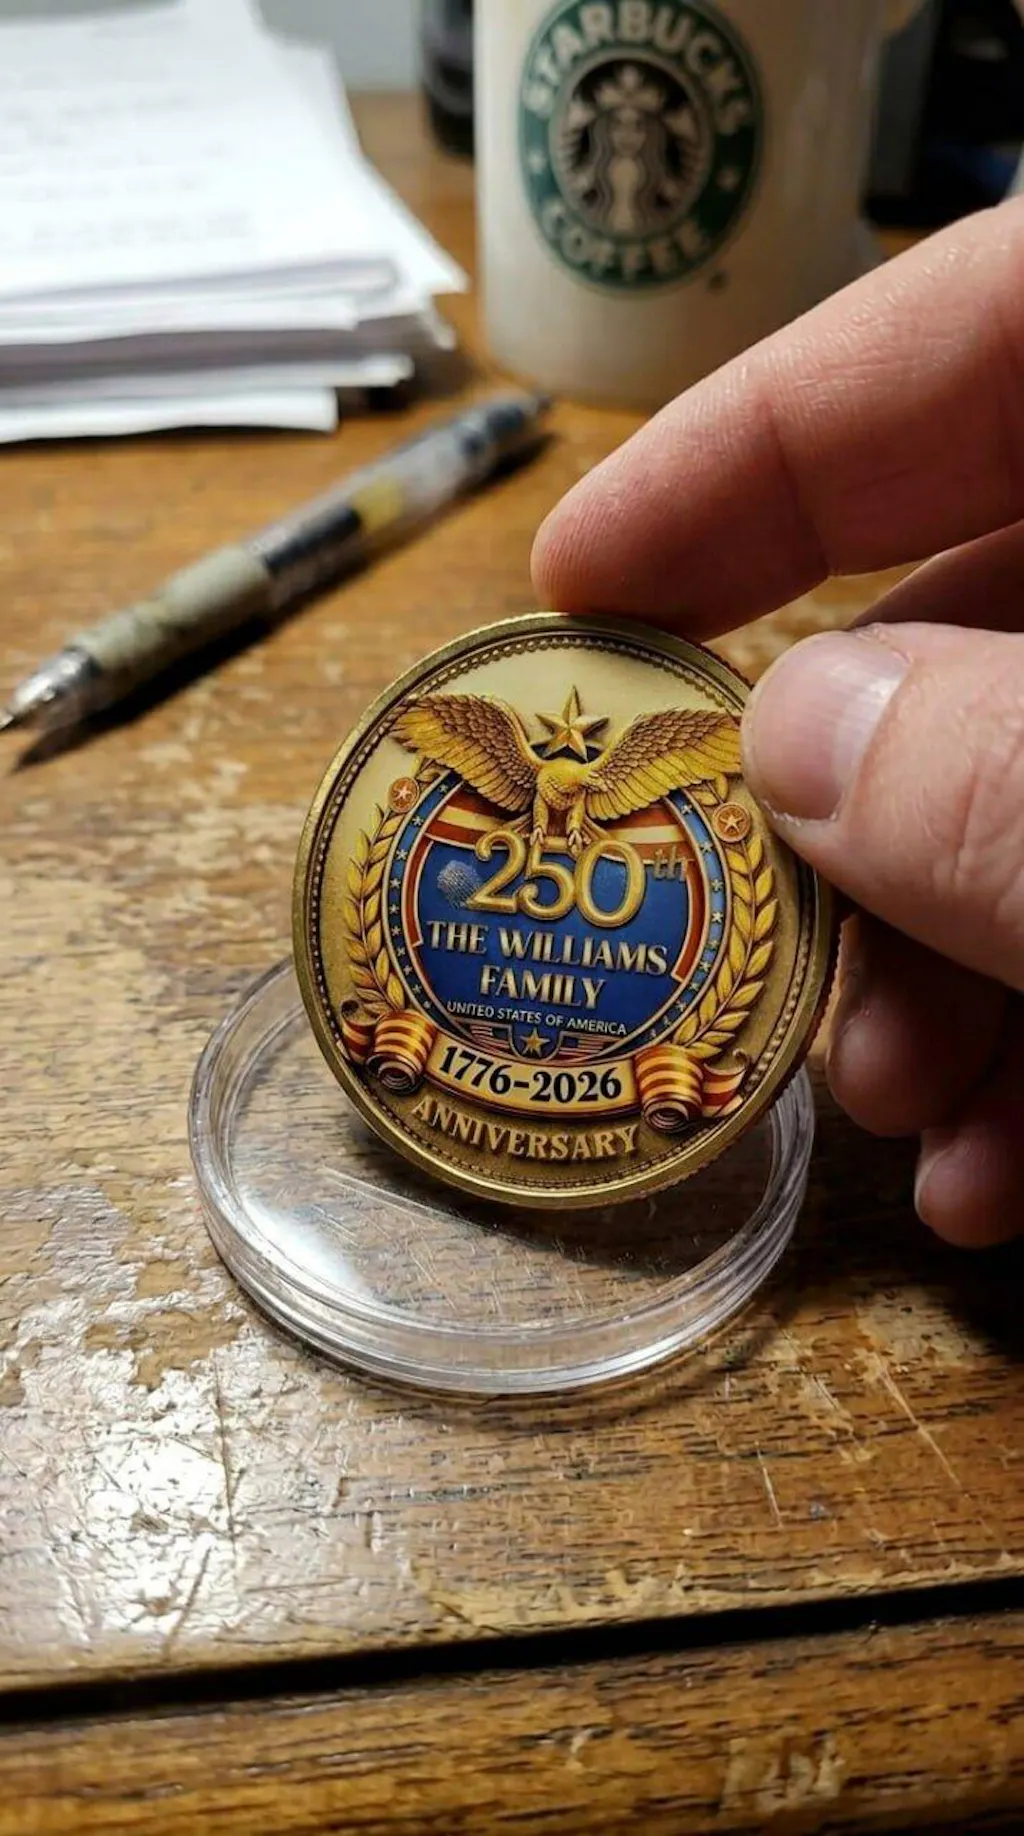 STARBUCKS
COFFEE
250th
THE WILLIAMS
FAMILY
UNITED STATES OF AMERICA
1776-2026
ANNIVERSARY